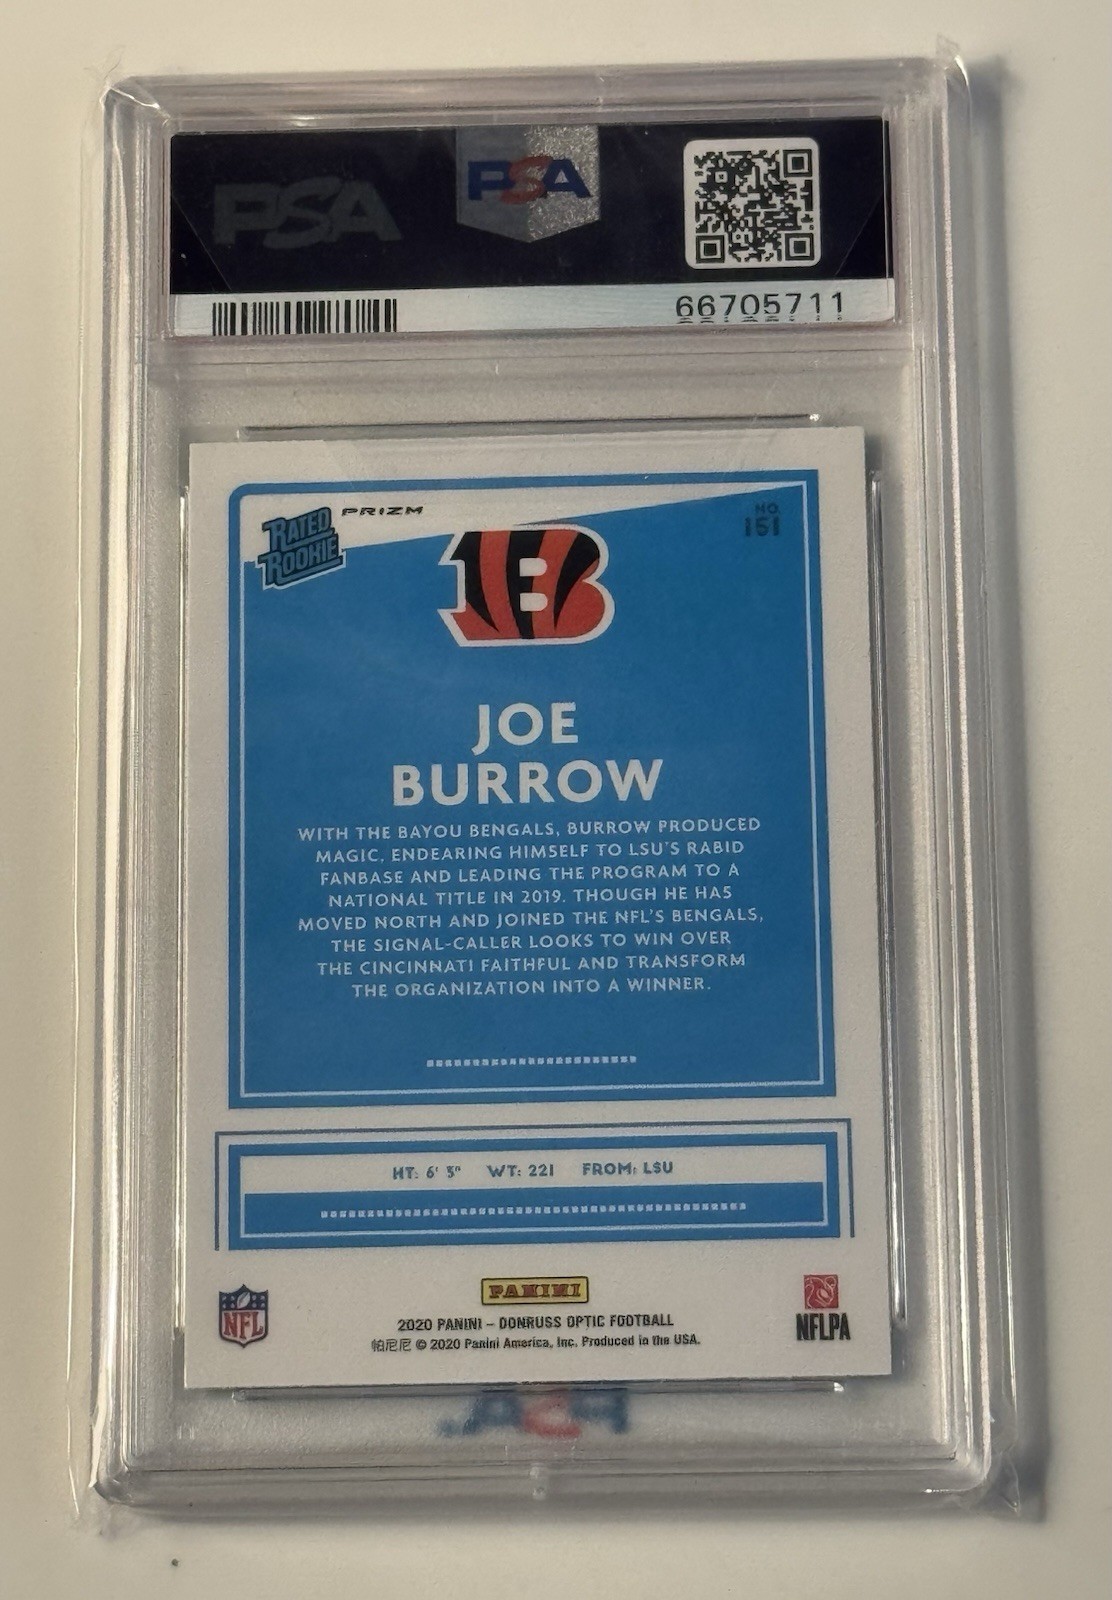 PSA
PSA
66705711
RATED
ROOKIE
PRIZM
NO.
151
JOE
BURROW
WITH THE BAYOU BENGALS, BURROW PRODUCED
MAGIC, ENDEARING HIMSELF TO LSU'S RABID
FANBASE AND LEADING THE PROGRAM TO A
NATIONAL TITLE IN 2019. THOUGH HE HAS
MOVED NORTH AND JOINED THE NFL'S BENGALS,
THE SIGNAL-CALLER LOOKS TO WIN OVER
THE CINCINNATI FAITHFUL AND TRANSFORM
THE ORGANIZATION INTO A WINNER.
HT: 6' 3" WT: 221 FROM: LSU
NFL
PANINI
NFLPA
2020 PANINI – DONRUSS OPTIC FOOTBALL
帕尼尼 © 2020 Panini America, Inc. Produced in the USA.
PSA